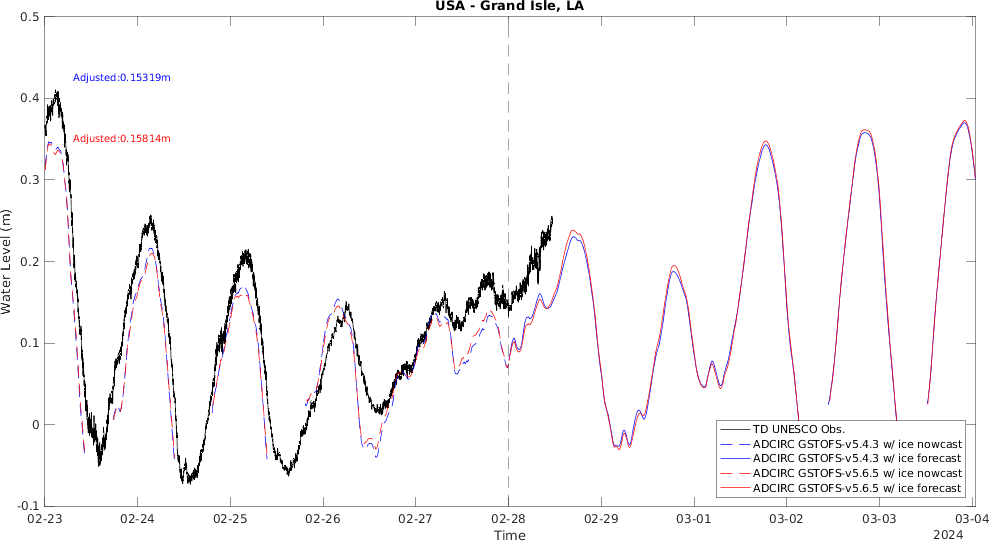 USA - Grand Isle, LA
0.5
Adjusted:0.15319m
0.4
Adjusted:0.15814m
0.3
0.2
0.1
0
-0.1
Water Level (m)
TD UNESCO Obs.
ADCIRC GSTOFS-v5.4.3 w/ ice nowcast
ADCIRC GSTOFS-v5.4.3 w/ ice forecast
ADCIRC GSTOFS-v5.6.5 w/ ice nowcast
ADCIRC GSTOFS-v5.6.5 w/ ice forecast
02-23 02-24 02-25 02-26 02-27 02-28 02-29 03-01 03-02 03-03 03-04
Time
2024